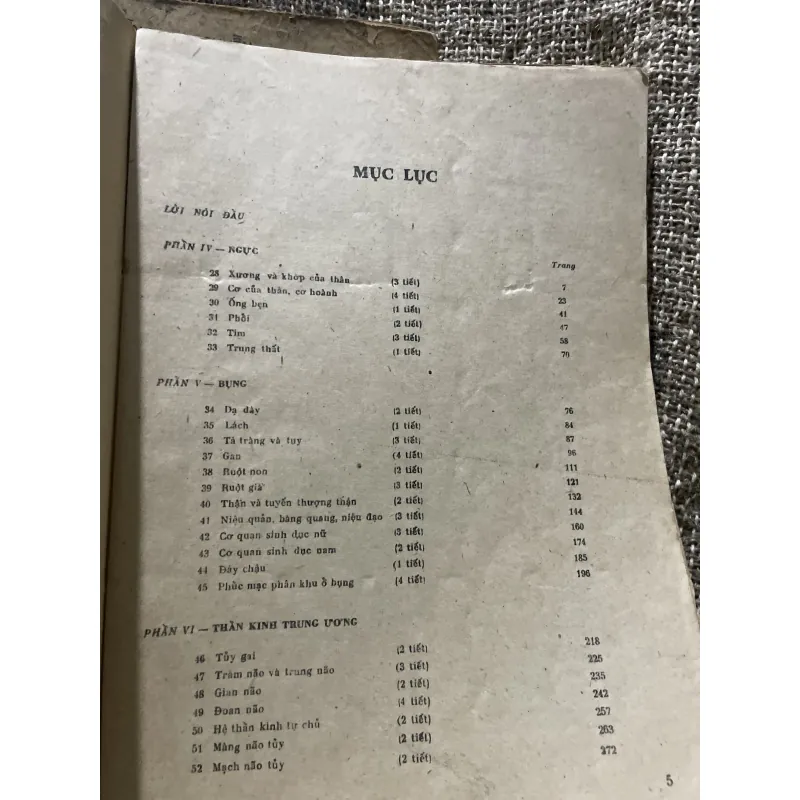 MỤC LỤC
LỜI NÓI ĐẦU
PHẦN IV — NGỰC
Trang
28 Xương và khớp của thân (3 tiết) 7
29 Cơ của thân, cơ hoành (4 tiết) 23
30 Ống bẹn (1 tiết) 41
31 Phổi (2 tiết) 47
32 Tim (3 tiết) 58
33 Trung thất (1 tiết) 70
PHẦN V — BỤNG
34 Dạ dày (2 tiết) 76
35 Lách (1 tiết) 84
36 Tá tràng và tụy (3 tiết) 87
37 Gan (4 tiết) 96
38 Ruột non (2 tiết) 111
39 Ruột già (3 tiết) 121
40 Thận và tuyến thượng thận (2 tiết) 132
41 Niệu quản, bàng quang, niệu đạo (3 tiết) 144
42 Cơ quan sinh dục nữ (3 tiết) 160
43 Cơ quan sinh dục nam (2 tiết) 174
44 Đáy chậu (1 tiết) 185
45 Phúc mạc phân khu ổ bụng (4 tiết) 196
PHẦN VI — THẦN KINH TRUNG ƯƠNG
46 Tủy gai (2 tiết) 218
47 Trám não và trung não (3 tiết) 225
48 Gian não (2 tiết) 235
49 Đoan não (4 tiết) 242
50 Hệ thần kinh tự chủ (2 tiết) 257
51 Màng não tủy (2 tiết) 263
52 Mạch não tủy (2 tiết) 272
5